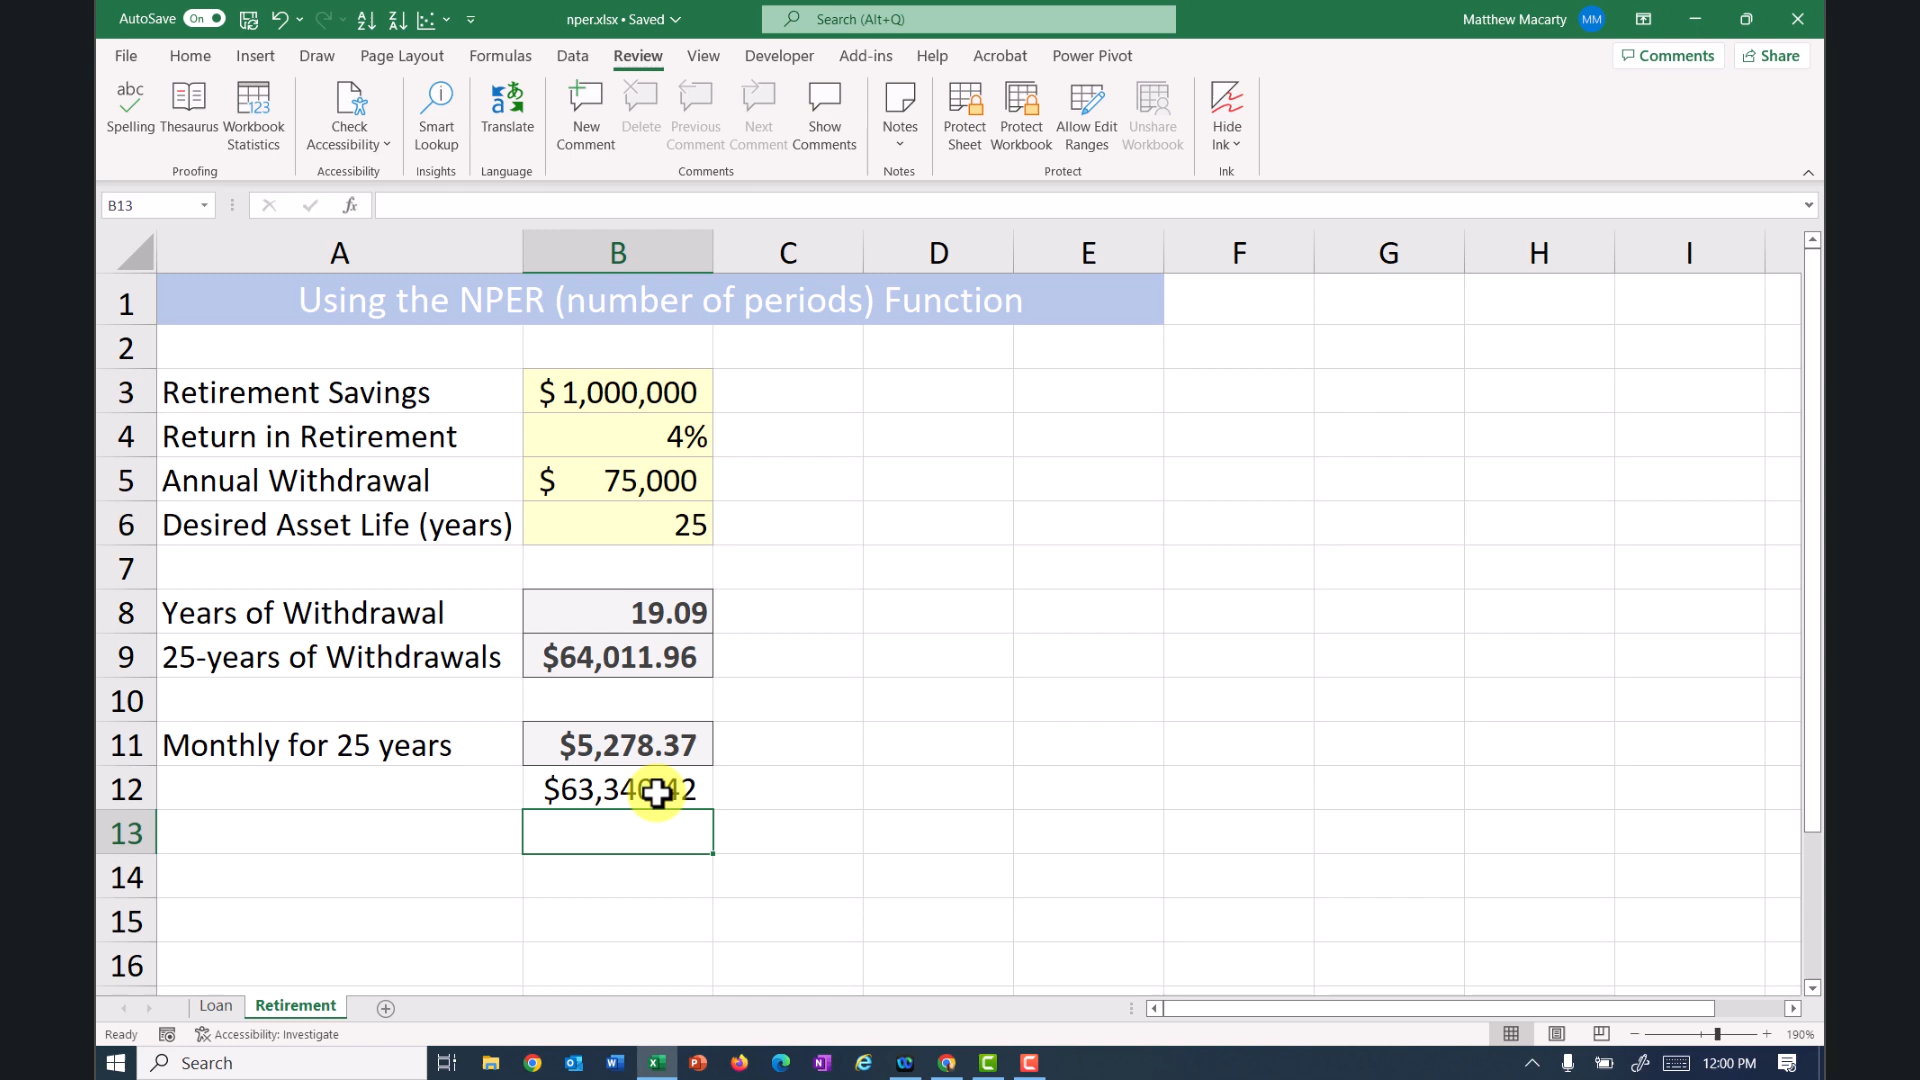 AutoSave On nper.xlsx • Saved Search (Alt+Q) Matthew Macarty MM
File Home Insert Draw Page Layout Formulas Data Review View Developer Add-ins Help Acrobat Power Pivot Comments Share
abc 123
Spelling Thesaurus Workbook Statistics Check Accessibility Smart Lookup Translate New Comment Delete Previous Comment Next Comment Show Comments Notes Protect Sheet Protect Workbook Allow Edit Ranges Unshare Workbook Hide Ink
Proofing Accessibility Insights Language Comments Notes Protect Ink
B13 fx
A B C D E F G H I
1 Using the NPER (number of periods) Function
2
3 Retirement Savings $ 1,000,000
4 Return in Retirement 4%
5 Annual Withdrawal $ 75,000
6 Desired Asset Life (years) 25
7
8 Years of Withdrawal 19.09
9 25-years of Withdrawals $64,011.96
10
11 Monthly for 25 years $5,278.37
12
13
14
15
16
Loan Retirement
Ready Accessibility: Investigate 190%
Search 12:00 PM